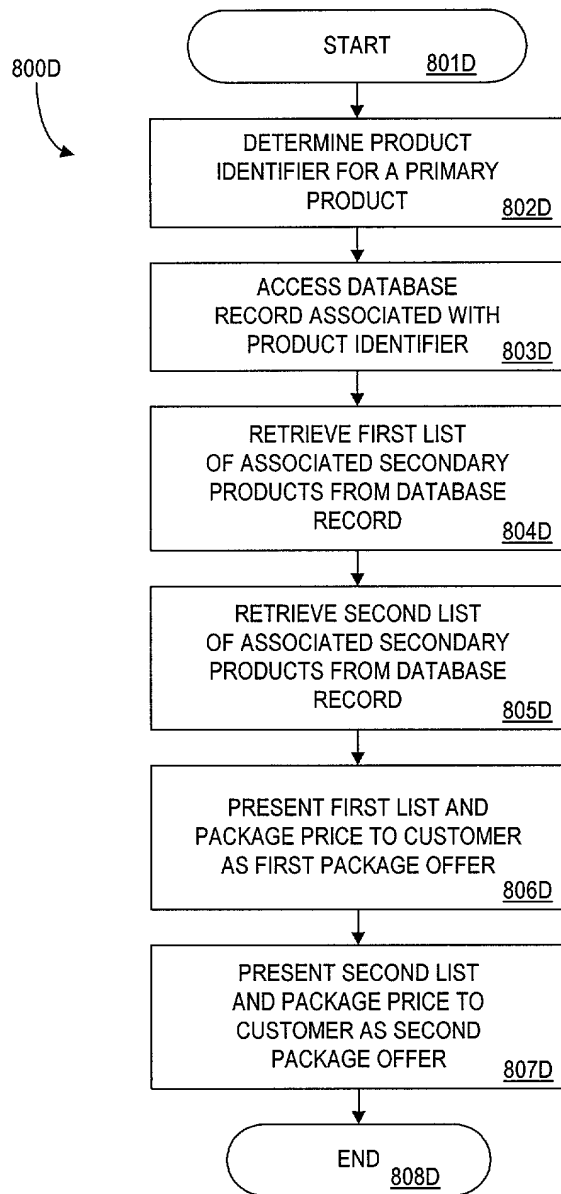 START
801D
800D
DETERMINE PRODUCT
IDENTIFIER FOR A PRIMARY
PRODUCT
802D
ACCESS DATABASE
RECORD ASSOCIATED WITH
PRODUCT IDENTIFIER
803D
RETRIEVE FIRST LIST
OF ASSOCIATED SECONDARY
PRODUCTS FROM DATABASE
RECORD
804D
RETRIEVE SECOND LIST
OF ASSOCIATED SECONDARY
PRODUCTS FROM DATABASE
RECORD
805D
PRESENT FIRST LIST AND
PACKAGE PRICE TO CUSTOMER
AS FIRST PACKAGE OFFER
806D
PRESENT SECOND LIST
AND PACKAGE PRICE TO
CUSTOMER AS SECOND
PACKAGE OFFER
807D
END
808D